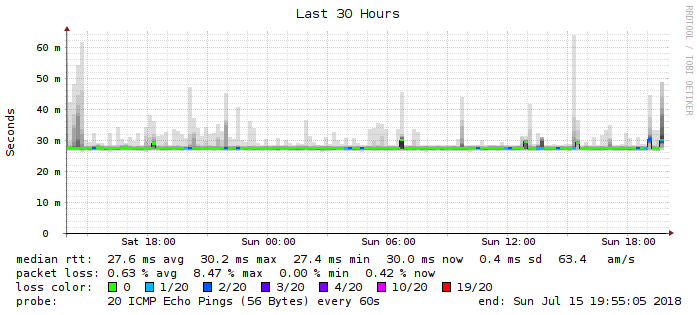 Last 30 Hours
RRDTOOL / TOBI OETIKER
Seconds
60 m
50 m
40 m
30 m
20 m
10 m
0
Sat 18:00 Sun 00:00 Sun 06:00 Sun 12:00 Sun 18:00
median rtt: 27.6 ms avg 30.2 ms max 27.4 ms min 30.0 ms now 0.4 ms sd 63.4 am/s
packet loss: 0.63 % avg 8.47 % max 0.00 % min 0.42 % now
loss color: 0 1/20 2/20 3/20 4/20 10/20 19/20
probe: 20 ICMP Echo Pings (56 Bytes) every 60s end: Sun Jul 15 19:55:05 2018